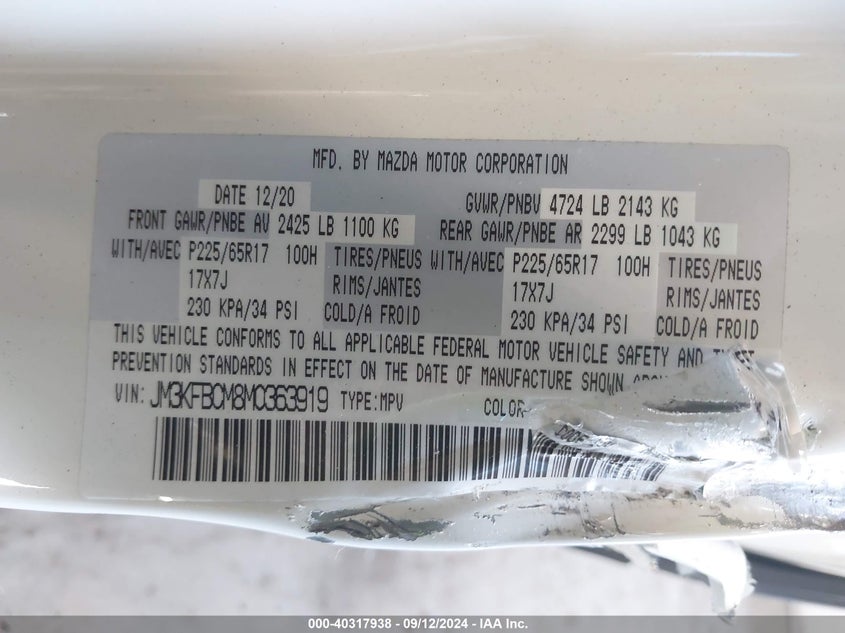 MFD. BY MAZDA MOTOR CORPORATION
DATE 12/20 GVWR/PNBV 4724 LB 2143 KG
FRONT GAWR/PNBE AV 2425 LB 1100 KG REAR GAWR/PNBE AR 2299 LB 1043 KG
WITH/AVEC P225/65R17 100H TIRES/PNEUS WITH/AVEC P225/65R17 100H TIRES/PNEUS
17X7J RIMS/JANTES 17X7J RIMS/JANTES
230 KPA/34 PSI COLD/A FROID 230 KPA/34 PSI COLD/A FROID
THIS VEHICLE CONFORMS TO ALL APPLICABLE FEDERAL MOTOR VEHICLE SAFETY AND THEFT
PREVENTION STANDARDS IN EFFECT ON THE DATE OF MANUFACTURE SHOWN
VIN: JM3KFBCM8M0363919 TYPE:MPV COLOR
000-40317938 - 09/12/2024 - © IAA Inc.